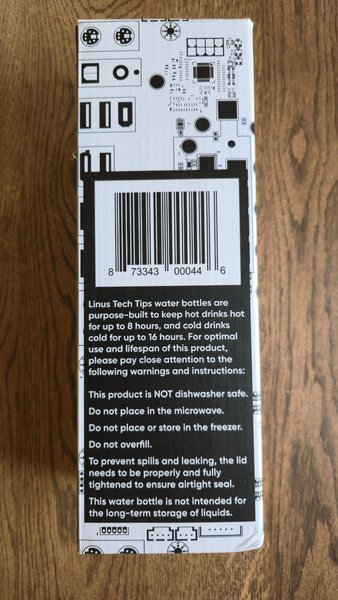 8 73343 00044 6
Linus Tech Tips water bottles are
purpose-built to keep hot drinks hot
for up to 8 hours, and cold drinks
cold for up to 16 hours. For optimal
use and lifespan of this product,
please pay close attention to the
following warnings and instructions:
This product is NOT dishwasher safe.
Do not place in the microwave.
Do not place or store in the freezer.
Do not overfill.
To prevent spills and leaking, the lid
needs to be properly and fully
tightened to ensure airtight seal.
This water bottle is not intended for
the long-term storage of liquids.